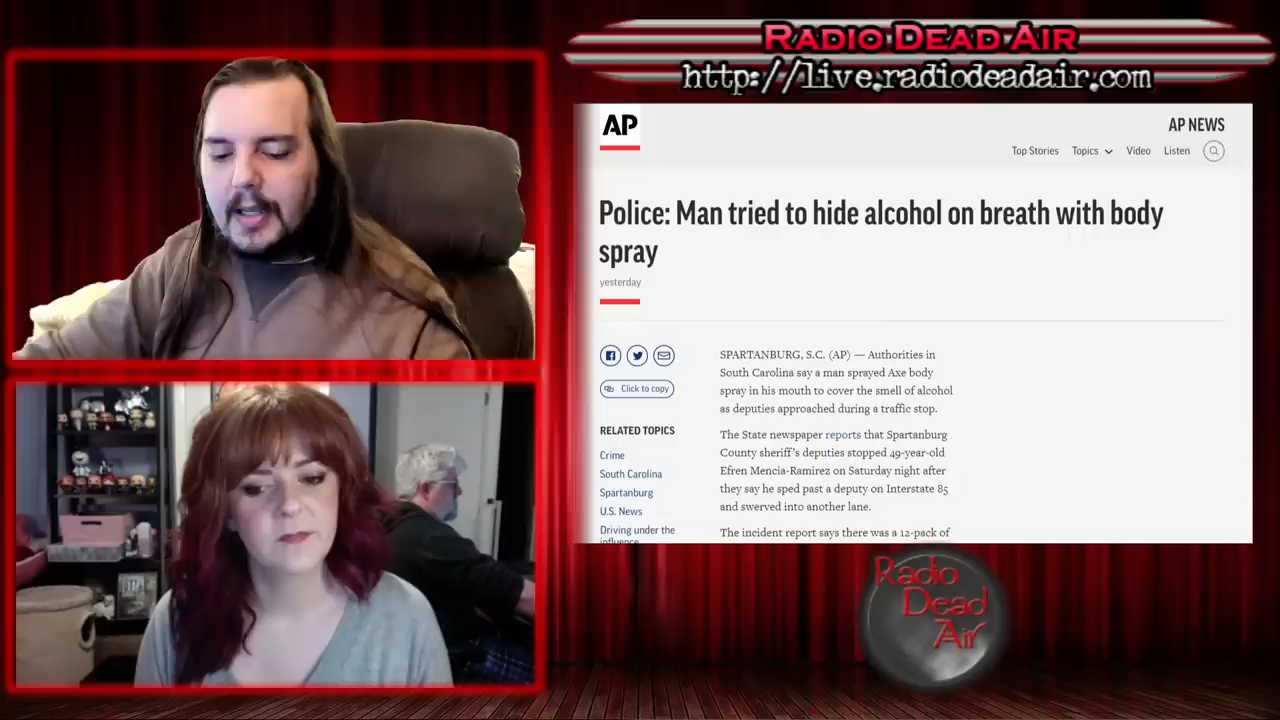 Radio Dead Air
http://live.radiodeadair.com
AP
AP NEWS
Top Stories
Topics
Video
Listen
Police: Man tried to hide alcohol on breath with body
spray
yesterday
Click to copy
RELATED TOPICS
Crime
South Carolina
Spartanburg
U.S. News
Driving under the
influence
SPARTANBURG, S.C. (AP) — Authorities in
South Carolina say a man sprayed Axe body
spray in his mouth to cover the smell of alcohol
as deputies approached during a traffic stop.
The State newspaper reports that Spartanburg
County sheriff's deputies stopped 49-year-old
Efren Mencia-Ramirez on Saturday night after
they say he sped past a deputy on Interstate 85
and swerved into another lane.
The incident report says there was a 12-pack of
Radio
Dead
Air